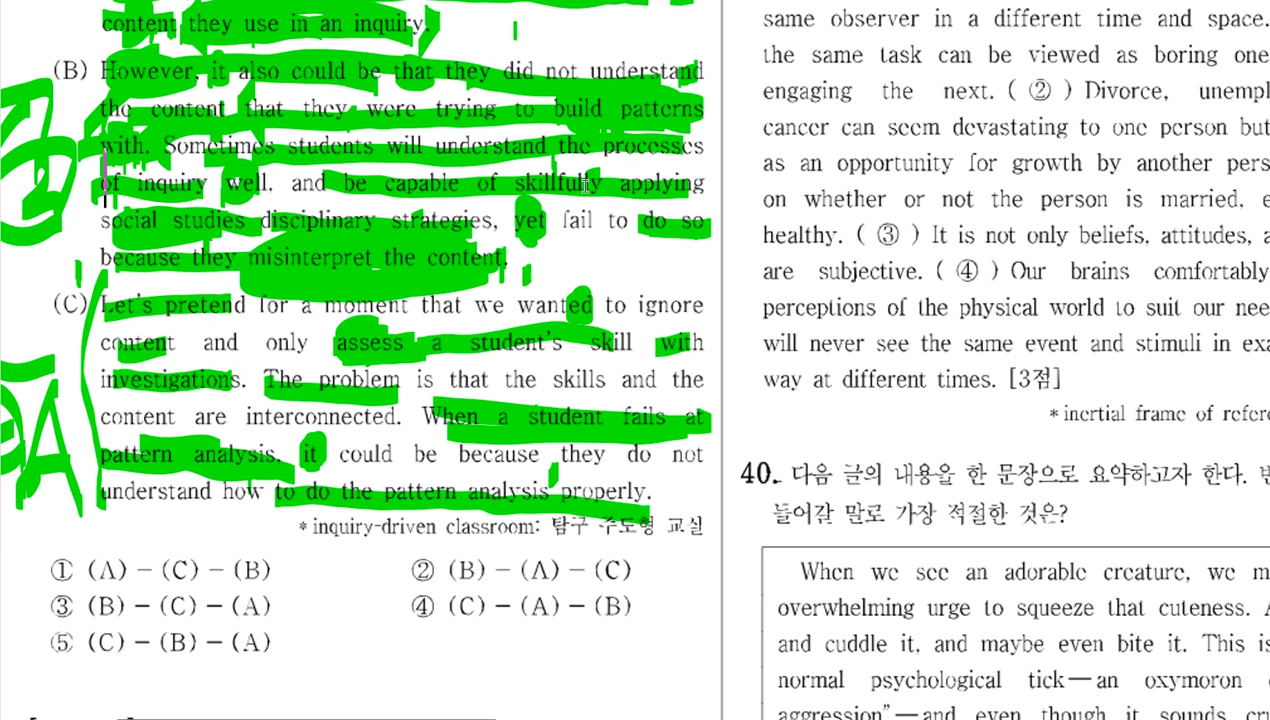 content they use in an inquiry.
(B) However, it also could be that they did not understand
the content that they were trying to build patterns
with. Sometimes students will understand the processes
of inquiry well, and be capable of skillfully applying
social studies disciplinary strategies, yet fail to do so
because they misinterpret the content.
(C) Let's pretend for a moment that we wanted to ignore
content and only assess a student's skill with
investigations. The problem is that the skills and the
content are interconnected. When a student fails at
pattern analysis, it could be because they do not
understand how to do the pattern analysis properly.
* inquiry-driven classroom: 탐구 주도형 교실
① (A) - (C) - (B)
② (B) - (A) - (C)
③ (B) - (C) - (A)
④ (C) - (A) - (B)
⑤ (C) - (B) - (A)
same observer in a different time and space.
the same task can be viewed as boring one
engaging the next. ( ② ) Divorce,
cancer can seem devastating to one person but
as an opportunity for growth by another
on whether or not the person is married,
healthy. ( ③ ) It is not only beliefs, attitudes,
are subjective. ( ④ ) Our brains comfortably
perceptions of the physical world to suit our
will never see the same event and stimuli in
way at different times. [3점]
* inertial frame of
40. 다음 글의 내용을 한 문장으로 요약하고자 한다.
들어갈 말로 가장 적절한 것은?
When we see an adorable creature, we
overwhelming urge to squeeze that cuteness.
and cuddle it, and maybe even bite it. This
normal psychological tick — an oxymoron
aggression" — and even though it sounds